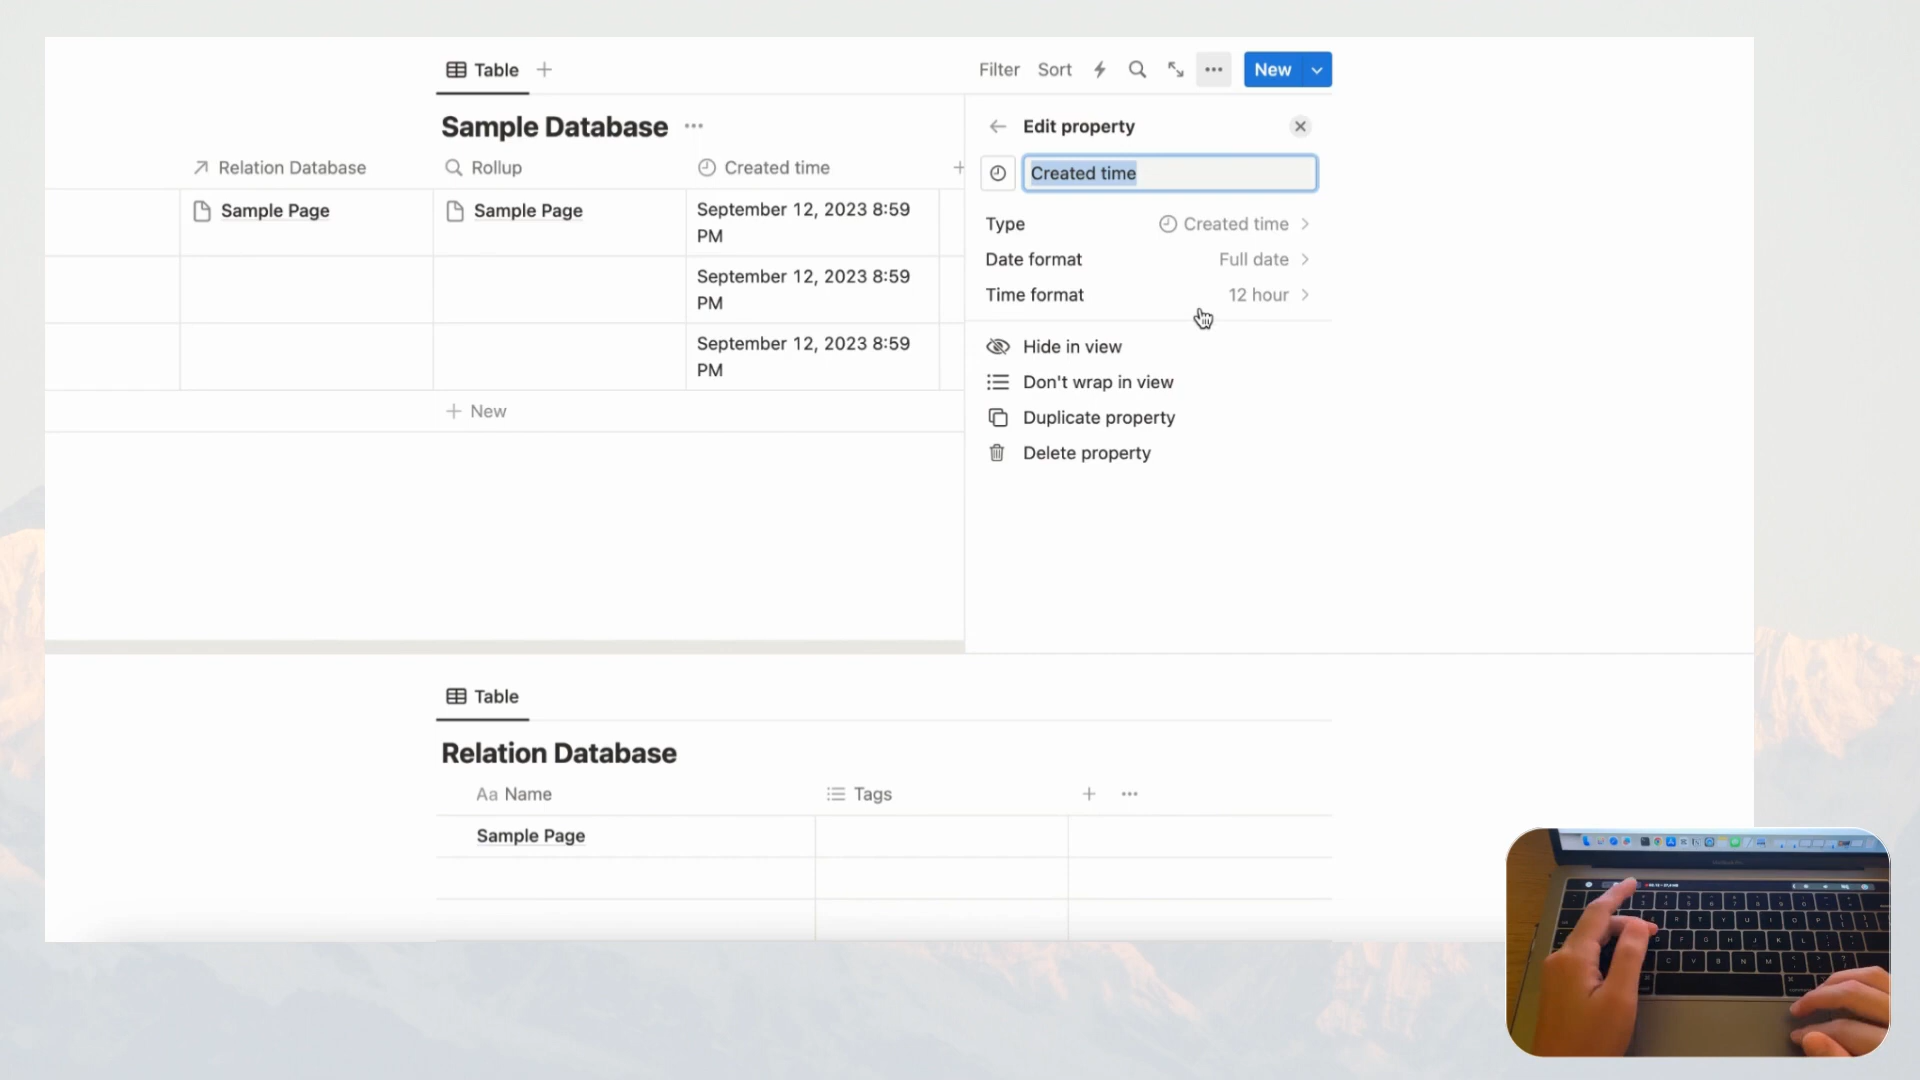 Table
Filter Sort New
Sample Database
Relation Database Rollup Created time
Sample Page Sample Page September 12, 2023 8:59
PM
September 12, 2023 8:59
PM
September 12, 2023 8:59
PM
New
Edit property
Created time
Type Created time
Date format Full date
Time format 12 hour
Hide in view
Don't wrap in view
Duplicate property
Delete property
Table
Relation Database
Aa Name Tags
Sample Page